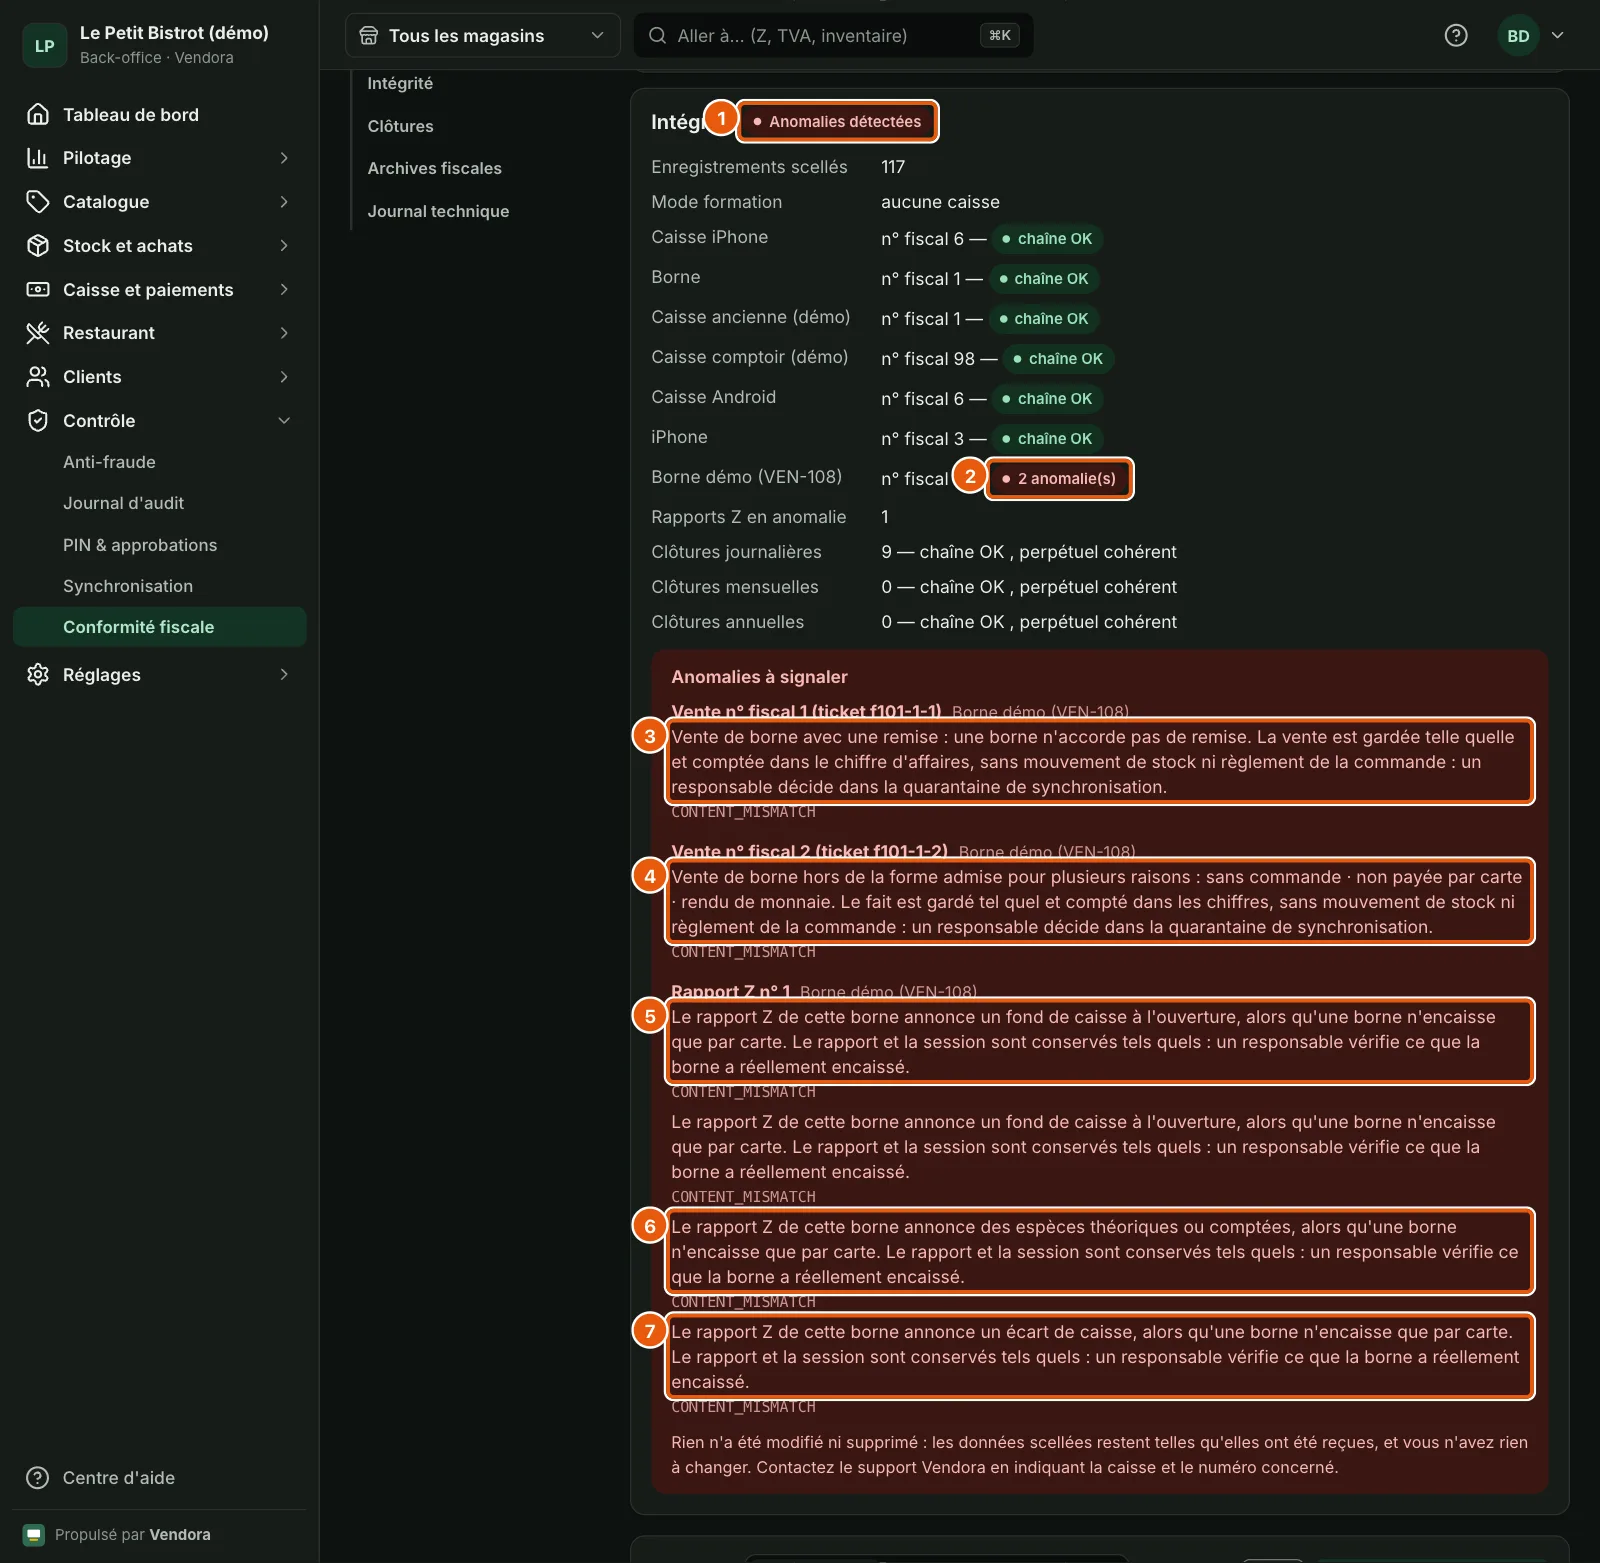 LP
Le Petit Bistrot (démo)
Back-office · Vendora
Tableau de bord
Pilotage
Catalogue
Stock et achats
Caisse et paiements
Restaurant
Clients
Contrôle
Anti-fraude
Journal d'audit
PIN & approbations
Synchronisation
Conformité fiscale
Réglages
Centre d'aide
Propulsé par Vendora
Tous les magasins
Aller à... (Z, TVA, inventaire)
⌘K
BD
Intégrité
Clôtures
Archives fiscales
Journal technique
1
Anomalies détectées
Enregistrements scellés 117
Mode formation aucune caisse
Caisse iPhone n° fiscal 6 — chaîne OK
Borne n° fiscal 1 — chaîne OK
Caisse ancienne (démo) n° fiscal 1 — chaîne OK
Caisse comptoir (démo) n° fiscal 98 — chaîne OK
Caisse Android n° fiscal 6 — chaîne OK
iPhone n° fiscal 3 — chaîne OK
Borne démo (VEN-108) n° fiscal 2 2 anomalie(s)
Rapports Z en anomalie 1
Clôtures journalières 9 — chaîne OK , perpétuel cohérent
Clôtures mensuelles 0 — chaîne OK , perpétuel cohérent
Clôtures annuelles 0 — chaîne OK , perpétuel cohérent
Anomalies à signaler
Vente n° fiscal 1 (ticket f101-1-1) Borne démo (VEN-108)
3
Vente de borne avec une remise : une borne n'accorde pas de remise. La vente est gardée telle quelle
et comptée dans le chiffre d'affaires, sans mouvement de stock ni règlement de la commande : un
responsable décide dans la quarantaine de synchronisation.
CONTENT_MISMATCH
Vente n° fiscal 2 (ticket f101-1-2) Borne démo (VEN-108)
4
Vente de borne hors de la forme admise pour plusieurs raisons : sans commande · non payée par carte
· rendu de monnaie. Le fait est gardé tel quel et compté dans les chiffres, sans mouvement de stock ni
règlement de la commande : un responsable décide dans la quarantaine de synchronisation.
CONTENT_MISMATCH
Rapport Z n° 1 Borne démo (VEN-108)
5
Le rapport Z de cette borne annonce un fond de caisse à l'ouverture, alors qu'une borne n'encaisse
que par carte. Le rapport et la session sont conservés tels quels : un responsable vérifie ce que la
borne a réellement encaissé.
CONTENT_MISMATCH
Le rapport Z de cette borne annonce un fond de caisse à l'ouverture, alors qu'une borne n'encaisse
que par carte. Le rapport et la session sont conservés tels quels : un responsable vérifie ce que la
borne a réellement encaissé.
CONTENT_MISMATCH
6
Le rapport Z de cette borne annonce des espèces théoriques ou comptées, alors qu'une borne
n'encaisse que par carte. Le rapport et la session sont conservés tels quels : un responsable vérifie ce
que la borne a réellement encaissé.
CONTENT_MISMATCH
7
Le rapport Z de cette borne annonce un écart de caisse, alors qu'une borne n'encaisse que par carte.
Le rapport et la session sont conservés tels quels : un responsable vérifie ce que la borne a réellement
encaissé.
CONTENT_MISMATCH
Rien n'a été modifié ni supprimé : les données scellées restent telles qu'elles ont été reçues, et vous n'avez rien
à changer. Contactez le support Vendora en indiquant la caisse et le numéro concerné.